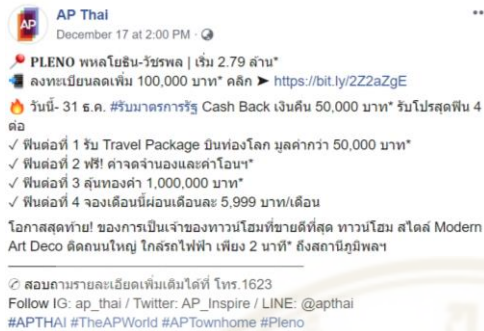 AP Thai
December 17 at 2:00 PM ·
📌 PLENO พหลโยธิน-วัชรพล | เริ่ม 2.79 ล้าน*
📲 ลงทะเบียนลดเพิ่ม 100,000 บาท* คลิก ➤ https://bit.ly/2Z2aZgE
🔥 วันนี้- 31 ธ.ค. #รับมาตรการรัฐ Cash Back เงินคืน 50,000 บาท* รับโปรสุดฟิน 4
ต่อ
✓ ฟินต่อที่ 1 รับ Travel Package บินท่องโลก มูลค่ากว่า 50,000 บาท*
✓ ฟินต่อที่ 2 ฟรี! ค่าจดจำนองและค่าโอนฯ*
✓ ฟินต่อที่ 3 ลุ้นทองคำ 1,000,000 บาท*
✓ ฟินต่อที่ 4 จองเดือนนี้ผ่อนเดือนละ 5,999 บาท/เดือน
โอกาสสุดท้าย! ของการเป็นเจ้าของทาวน์โฮมที่ขายดีที่สุด ทาวน์โฮม สไตล์ Modern
Art Deco ติดถนนใหญ่ ใกล้รถไฟฟ้า เพียง 2 นาที* ถึงสถานีภูมิพลฯ
✆ สอบถามรายละเอียดเพิ่มเติมได้ที่ โทร.1623
Follow IG: ap_thai / Twitter: AP_Inspire / LINE: @apthai
#APTHAI #TheAPWorld #APTownhome #Pleno